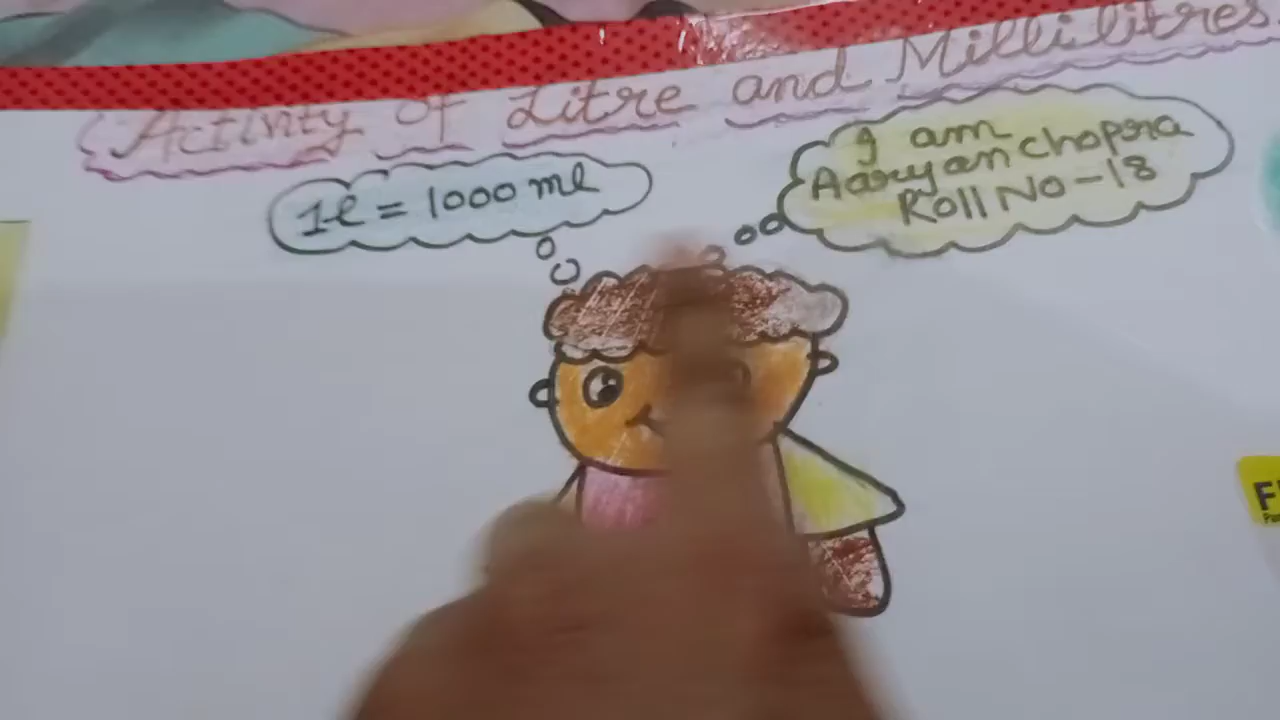 Activity of Litre and Millilitres
1l = 1000 ml
I am
Aaryan chopra
Roll No-18